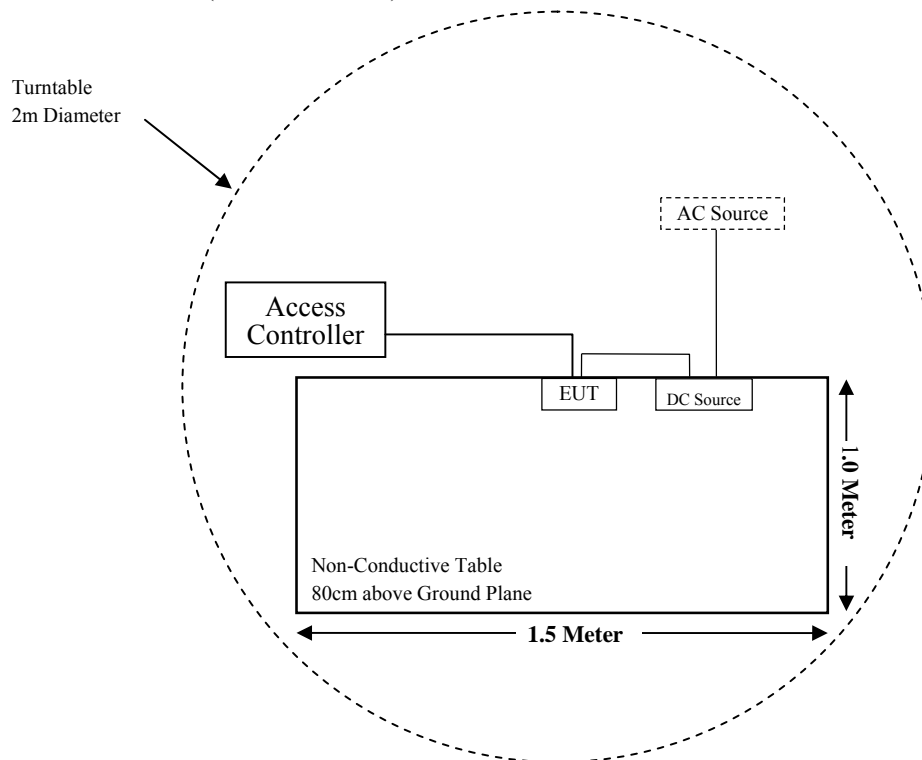 Turntable
2m Diameter
AC Source
Access
Controller
EUT
DC Source
1.0 Meter
Non-Conductive Table
80cm above Ground Plane
1.5 Meter